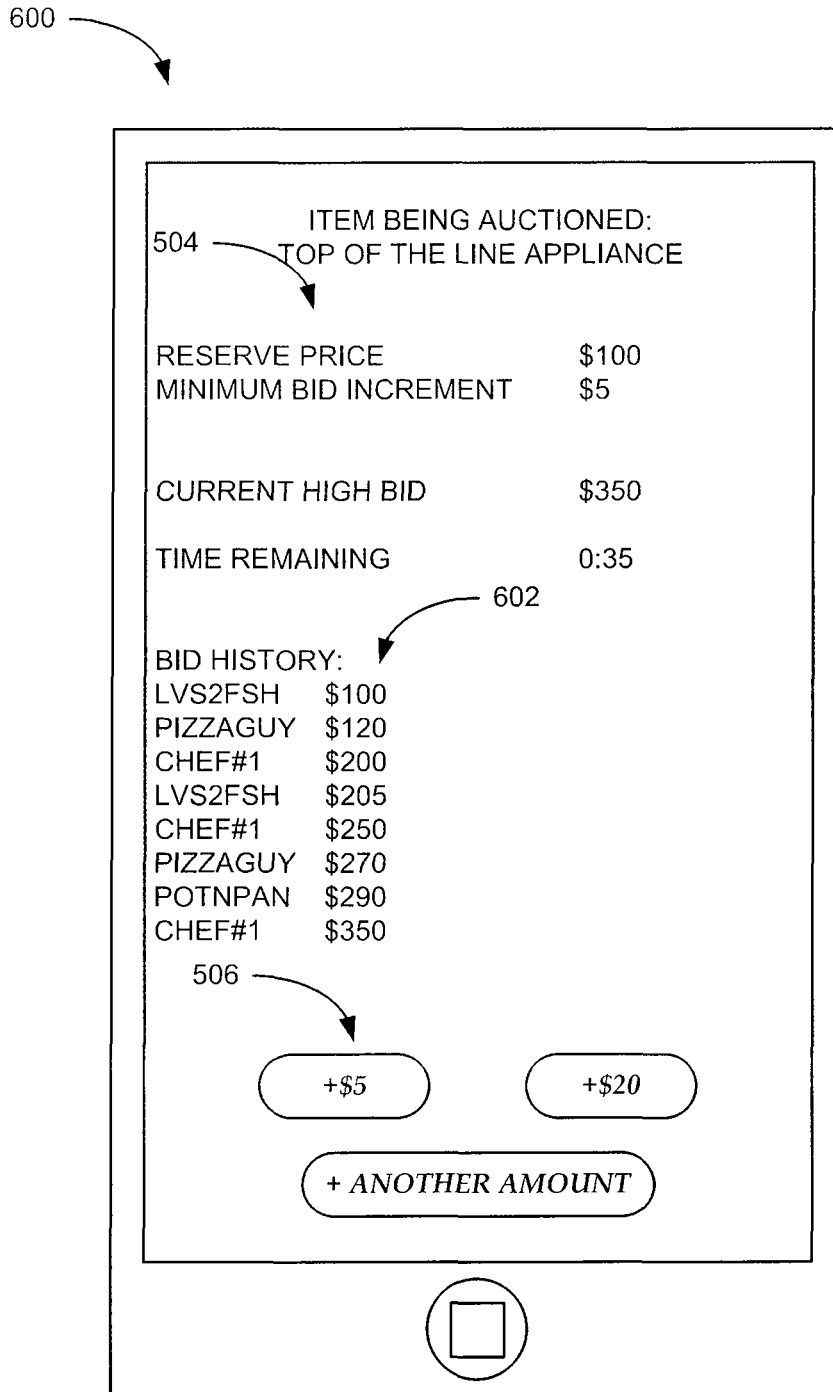 600
ITEM BEING AUCTIONED:
504
TOP OF THE LINE APPLIANCE
RESERVE PRICE $100
MINIMUM BID INCREMENT $5
CURRENT HIGH BID $350
TIME REMAINING 0:35
602
BID HISTORY:
LVS2FSH $100
PIZZAGUY $120
CHEF#1 $200
LVS2FSH $205
CHEF#1 $250
PIZZAGUY $270
POTNPAN $290
CHEF#1 $350
506
+$5 +$20
+ ANOTHER AMOUNT